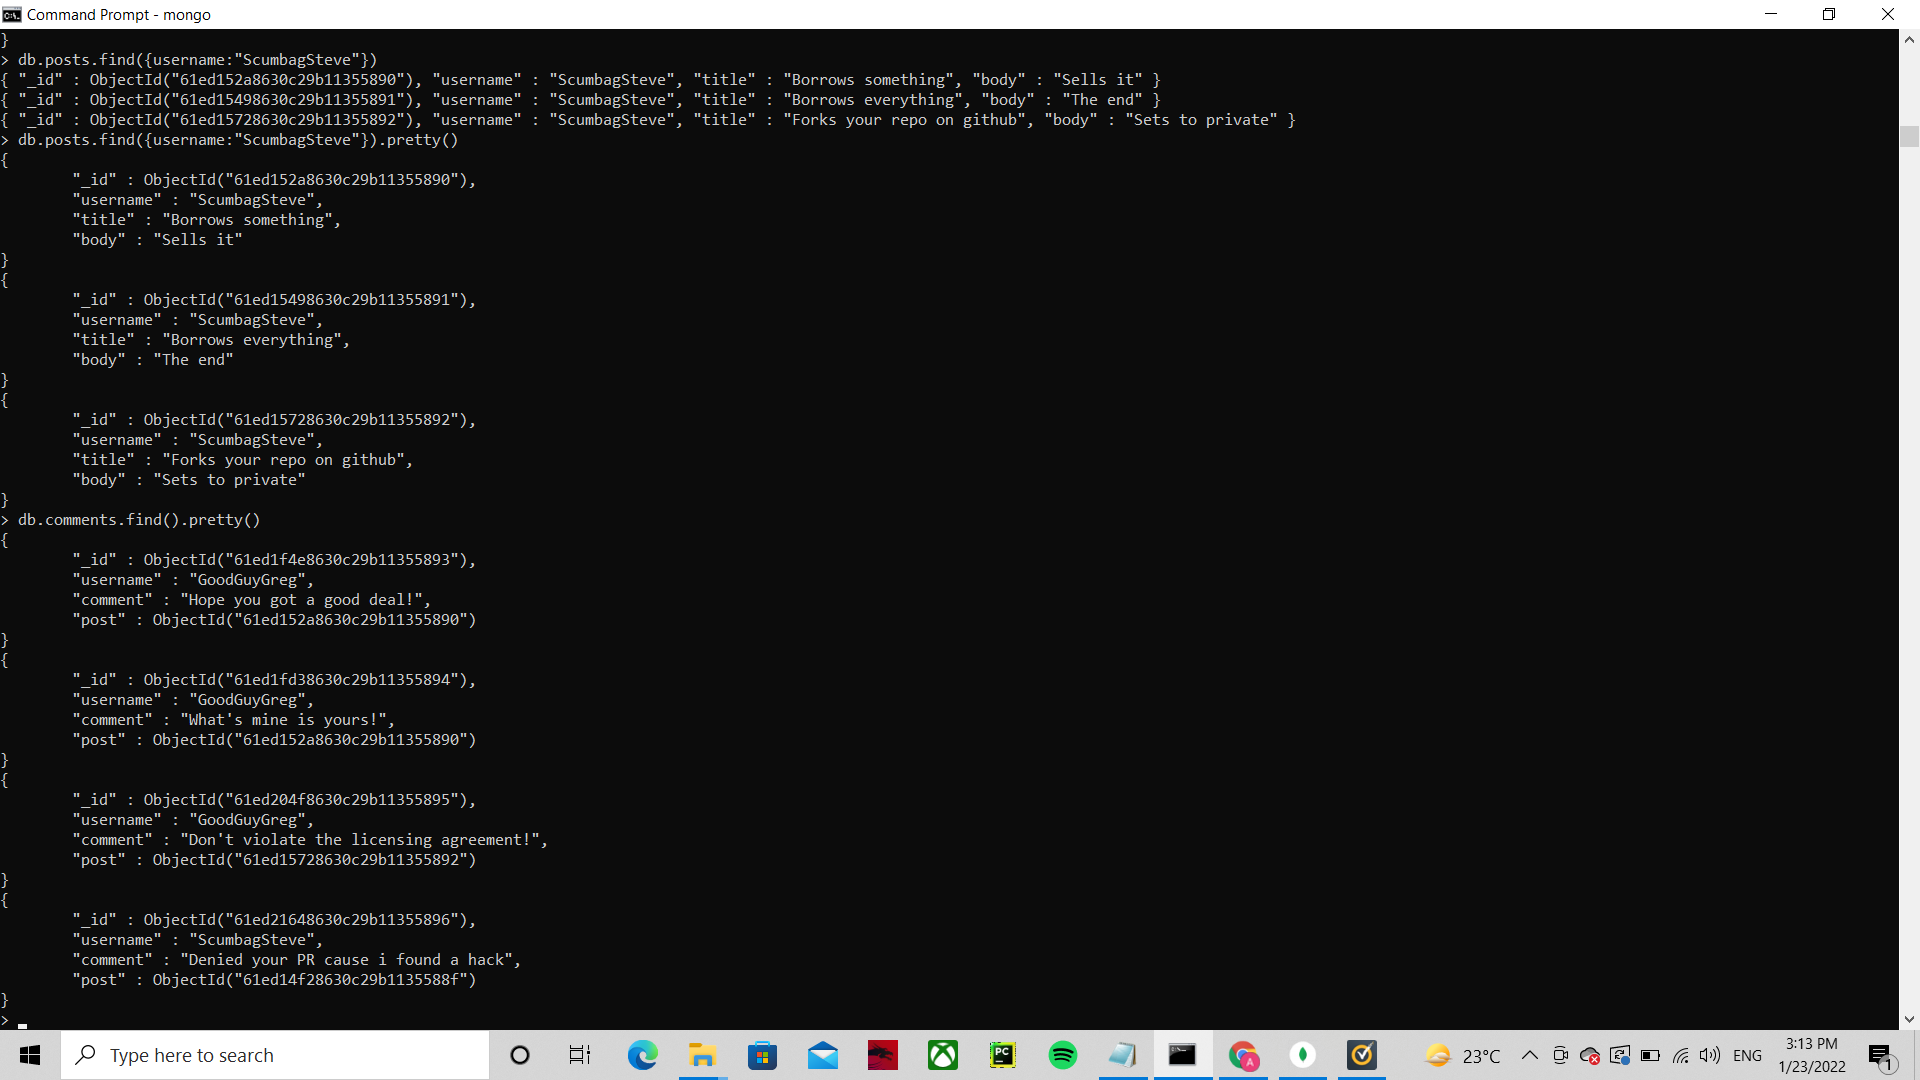 Command Prompt - mongo
}
> db.posts.find({username:"ScumbagSteve"})
{ "_id" : ObjectId("61ed152a8630c29b11355890"), "username" : "ScumbagSteve", "title" : "Borrows something", "body" : "Sells it" }
{ "_id" : ObjectId("61ed15498630c29b11355891"), "username" : "ScumbagSteve", "title" : "Borrows everything", "body" : "The end" }
{ "_id" : ObjectId("61ed15728630c29b11355892"), "username" : "ScumbagSteve", "title" : "Forks your repo on github", "body" : "Sets to private" }
> db.posts.find({username:"ScumbagSteve"}).pretty()
{
"_id" : ObjectId("61ed152a8630c29b11355890"),
"username" : "ScumbagSteve",
"title" : "Borrows something",
"body" : "Sells it"
}
{
"_id" : ObjectId("61ed15498630c29b11355891"),
"username" : "ScumbagSteve",
"title" : "Borrows everything",
"body" : "The end"
}
{
"_id" : ObjectId("61ed15728630c29b11355892"),
"username" : "ScumbagSteve",
"title" : "Forks your repo on github",
"body" : "Sets to private"
}
> db.comments.find().pretty()
{
"_id" : ObjectId("61ed1f4e8630c29b11355893"),
"username" : "GoodGuyGreg",
"comment" : "Hope you got a good deal!",
"post" : ObjectId("61ed152a8630c29b11355890")
}
{
"_id" : ObjectId("61ed1fd38630c29b11355894"),
"username" : "GoodGuyGreg",
"comment" : "What's mine is yours!",
"post" : ObjectId("61ed152a8630c29b11355890")
}
{
"_id" : ObjectId("61ed204f8630c29b11355895"),
"username" : "GoodGuyGreg",
"comment" : "Don't violate the licensing agreement!",
"post" : ObjectId("61ed15728630c29b11355892")
}
{
"_id" : ObjectId("61ed21648630c29b11355896"),
"username" : "ScumbagSteve",
"comment" : "Denied your PR cause i found a hack",
"post" : ObjectId("61ed14f28630c29b1135588f")
}
>
Type here to search
PC
A
23°C
ENG
3:13 PM
1/23/2022
1